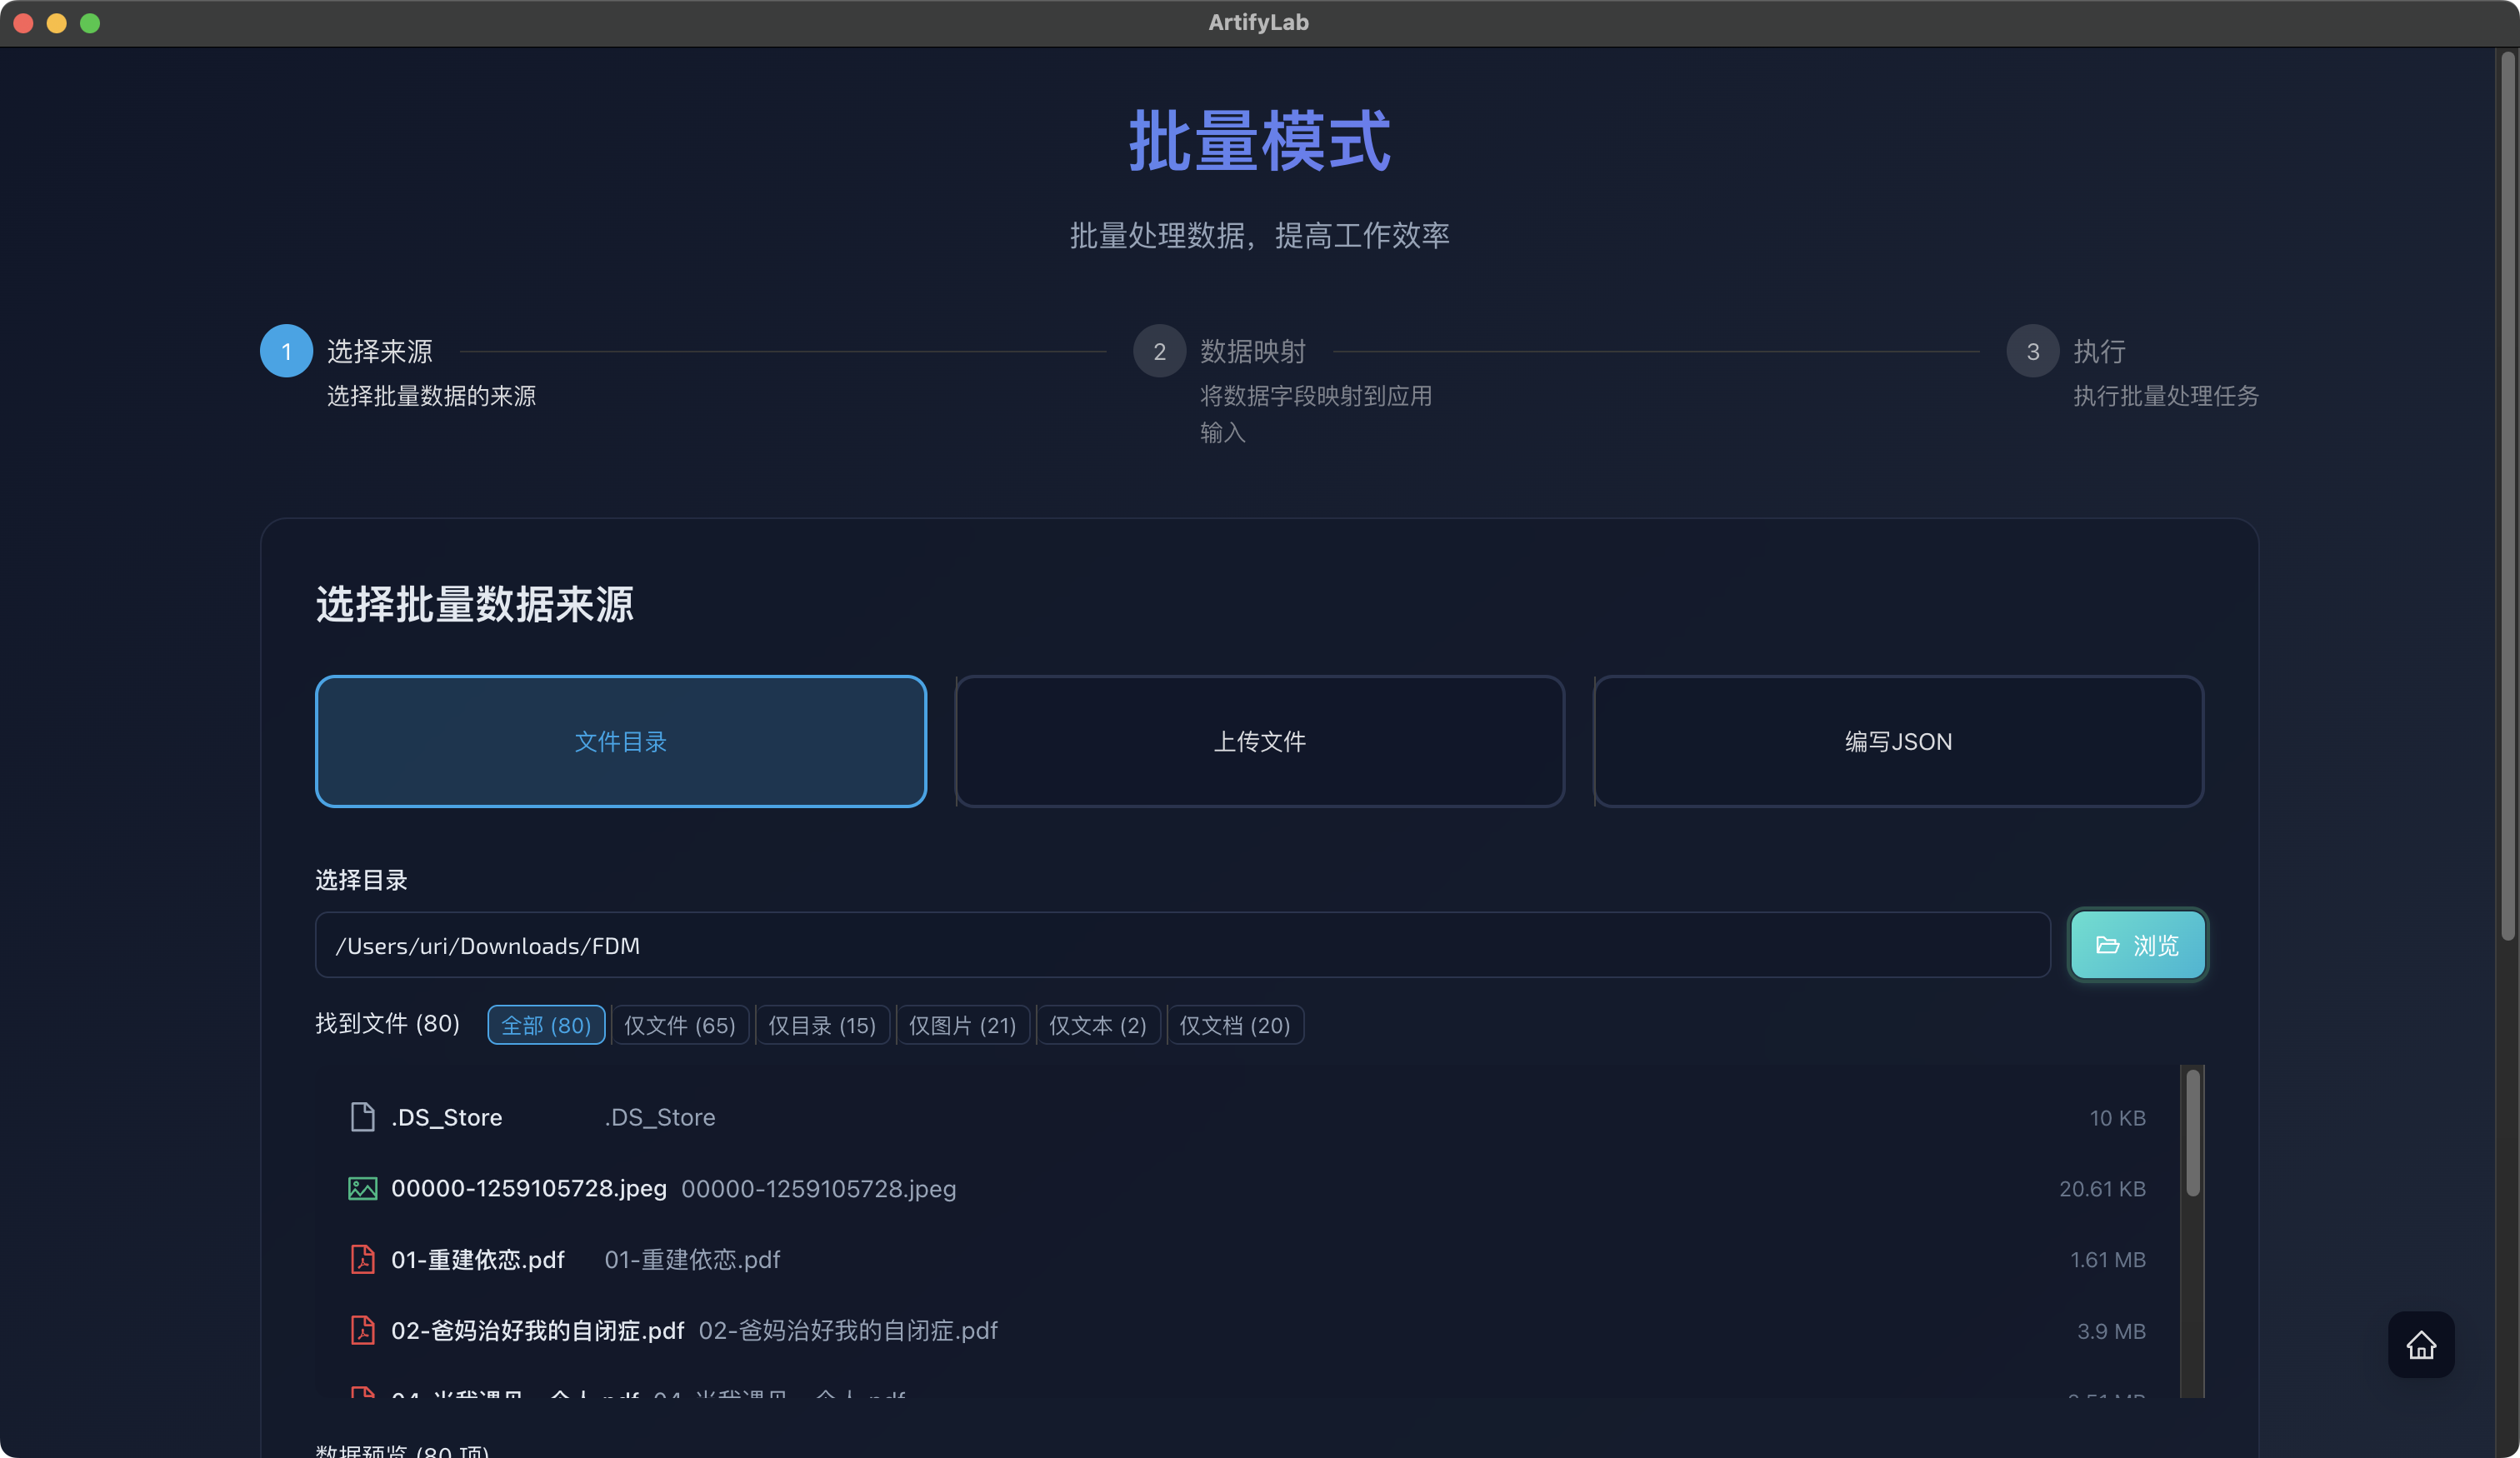 ArtifyLab
批量模式
批量处理数据，提高工作效率
1 选择来源
选择批量数据的来源
2 数据映射
将数据字段映射到应用
输入
3 执行
执行批量处理任务
选择批量数据来源
文件目录
上传文件
编写JSON
选择目录
/Users/uri/Downloads/FDM
浏览
找到文件 (80) 全部 (80) 仅文件 (65) 仅目录 (15) 仅图片 (21) 仅文本 (2) 仅文档 (20)
.DS_Store .DS_Store 10 KB
00000-1259105728.jpeg 00000-1259105728.jpeg 20.61 KB
01-重建依恋.pdf 01-重建依恋.pdf 1.61 MB
02-爸妈治好我的自闭症.pdf 02-爸妈治好我的自闭症.pdf 3.9 MB
数据预览 (80 项)